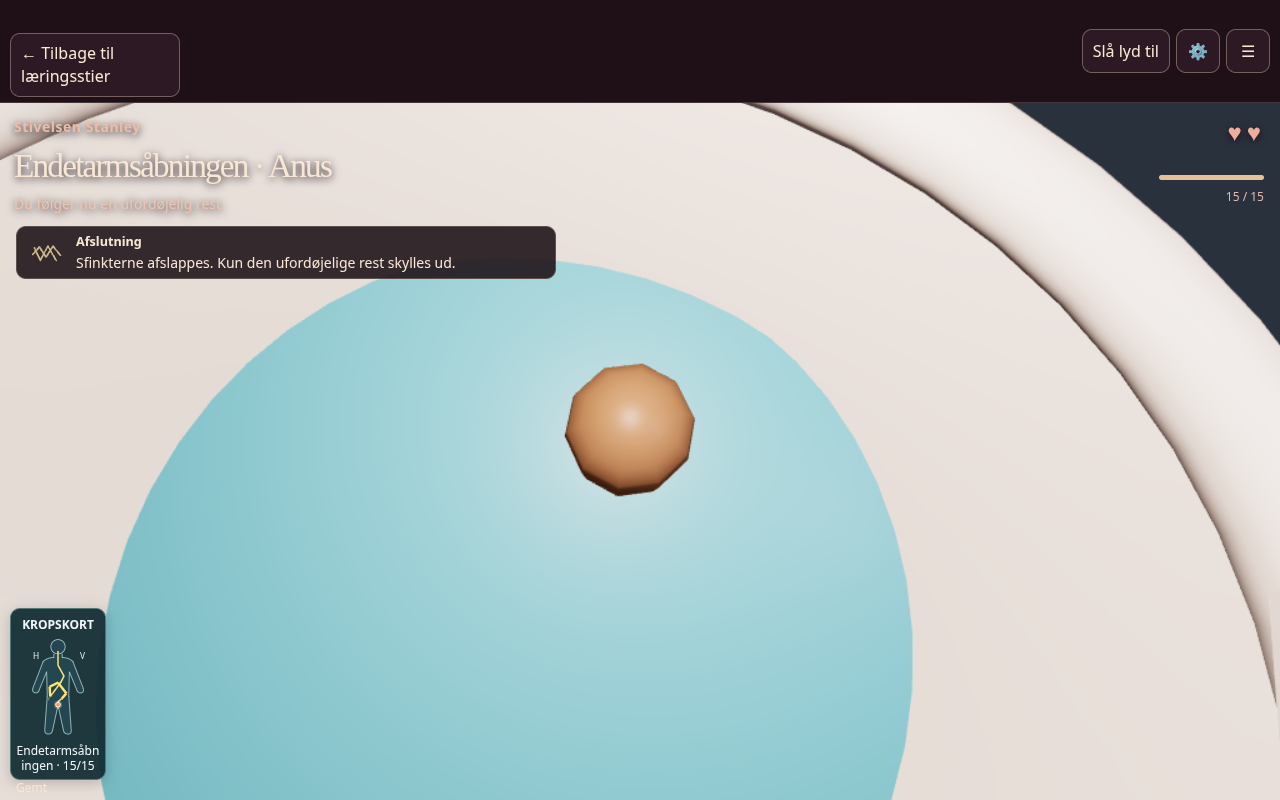 ← Tilbage til
læringsstier
Slå lyd til
Stivelsen Stanley
Endetarmsåbningen · Anus
Du følger nu en ufordøjelig rest.
15 / 15
Afslutning
Sfinkterne afslappes. Kun den ufordøjelige rest skylles ud.
KROPSKORT
H V
Endetarmsåbn
ingen · 15/15
Gemt